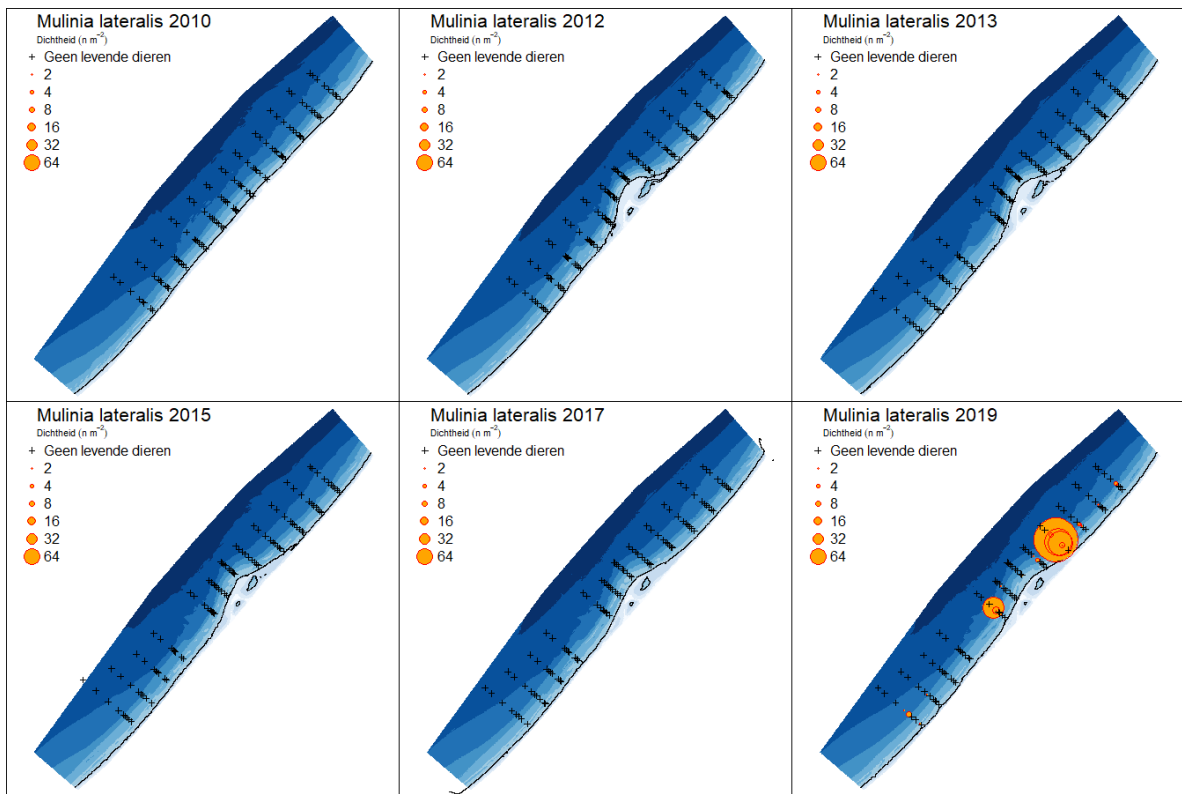 Mulinia lateralis 2010
Dichtheid (n m⁻²)
+ Geen levende dieren
2
4
8
16
32
64
Mulinia lateralis 2012
Dichtheid (n m⁻²)
+ Geen levende dieren
2
4
8
16
32
64
Mulinia lateralis 2013
Dichtheid (n m⁻²)
+ Geen levende dieren
2
4
8
16
32
64
Mulinia lateralis 2015
Dichtheid (n m⁻²)
+ Geen levende dieren
2
4
8
16
32
64
Mulinia lateralis 2017
Dichtheid (n m⁻²)
+ Geen levende dieren
2
4
8
16
32
64
Mulinia lateralis 2019
Dichtheid (n m⁻²)
+ Geen levende dieren
2
4
8
16
32
64